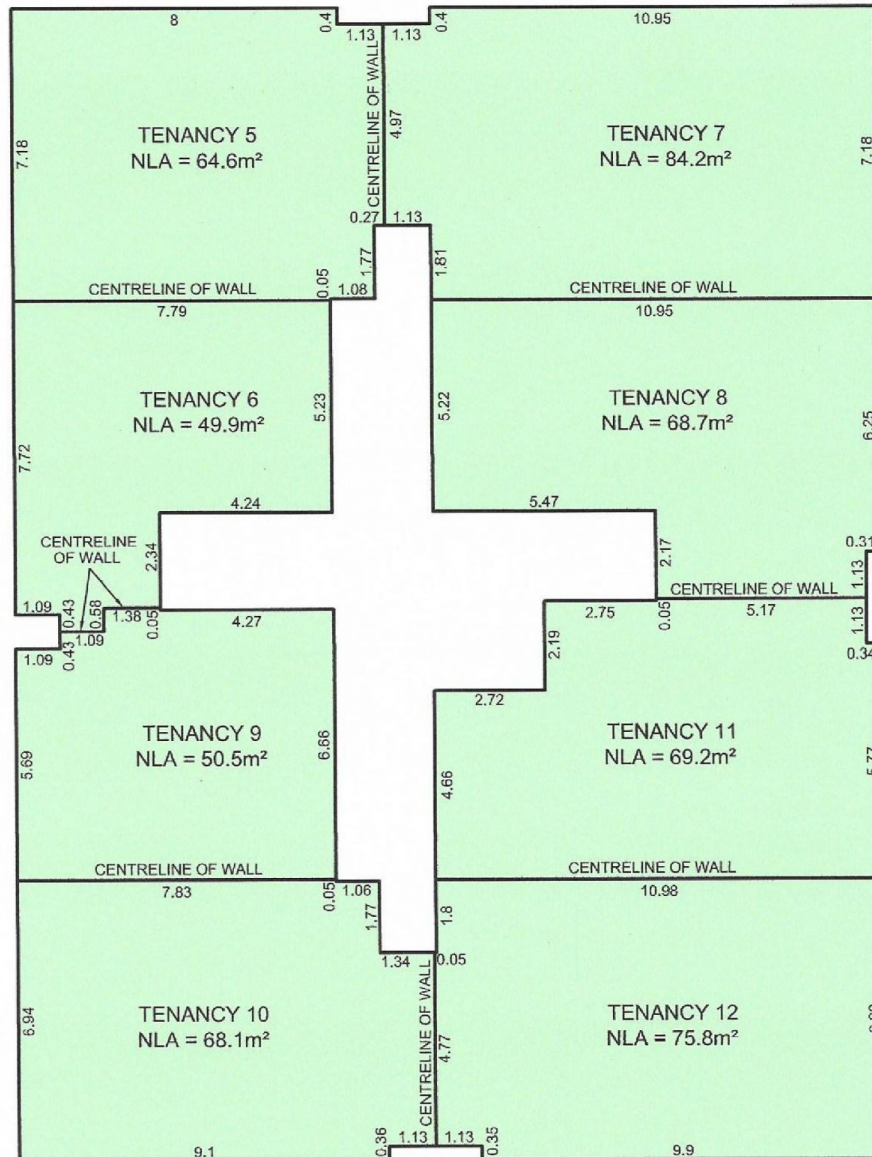 8
0.4
1.13
1.13
0.4
10.95
7.18
TENANCY 5
NLA = 64.6m²
CENTRELINE OF WALL
4.97
TENANCY 7
NLA = 84.2m²
7.18
0.27
1.13
1.77
1.81
0.05
1.08
CENTRELINE OF WALL
7.79
CENTRELINE OF WALL
10.95
TENANCY 6
NLA = 49.9m²
5.23
5.22
TENANCY 8
NLA = 68.7m²
6.25
7.72
4.24
5.47
CENTRELINE
OF WALL
2.34
2.17
0.31
1.13
CENTRELINE OF WALL
1.09
0.43
0.58
1.38
0.05
4.27
2.75
0.05
5.17
1.13
1.09
0.43
1.09
2.19
0.34
2.72
TENANCY 9
NLA = 50.5m²
5.69
6.66
4.66
TENANCY 11
NLA = 69.2m²
5.77
CENTRELINE OF WALL
7.83
0.05
1.06
1.77
CENTRELINE OF WALL
10.98
1.8
1.34
0.05
TENANCY 10
NLA = 68.1m²
6.94
CENTRELINE OF WALL
4.77
TENANCY 12
NLA = 75.8m²
0.36
1.13
1.13
0.35
9.1
9.9